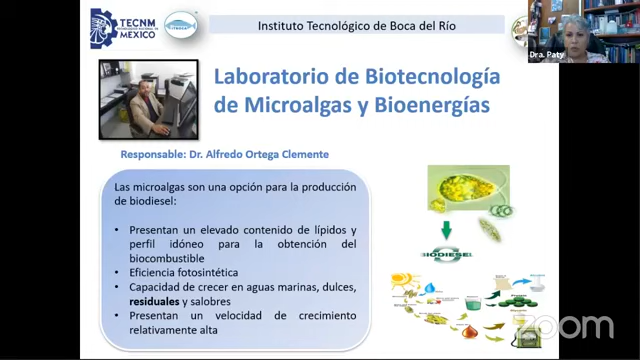 TECNM
MÉXICO
Instituto Tecnológico de Boca del Río
Dra. Paty
Laboratorio de Biotecnología
de Microalgas y Bioenergías
Responsable: Dr. Alfredo Ortega Clemente
Las microalgas son una opción para la producción
de biodiesel:
• Presentan un elevado contenido de lípidos y
perfil idóneo para la obtención del
biocombustible
• Eficiencia fotosintética
• Capacidad de crecer en aguas marinas, dulces,
residuales y salobres
• Presentan un velocidad de crecimiento
relativamente alta
BIODIESEL
zoom